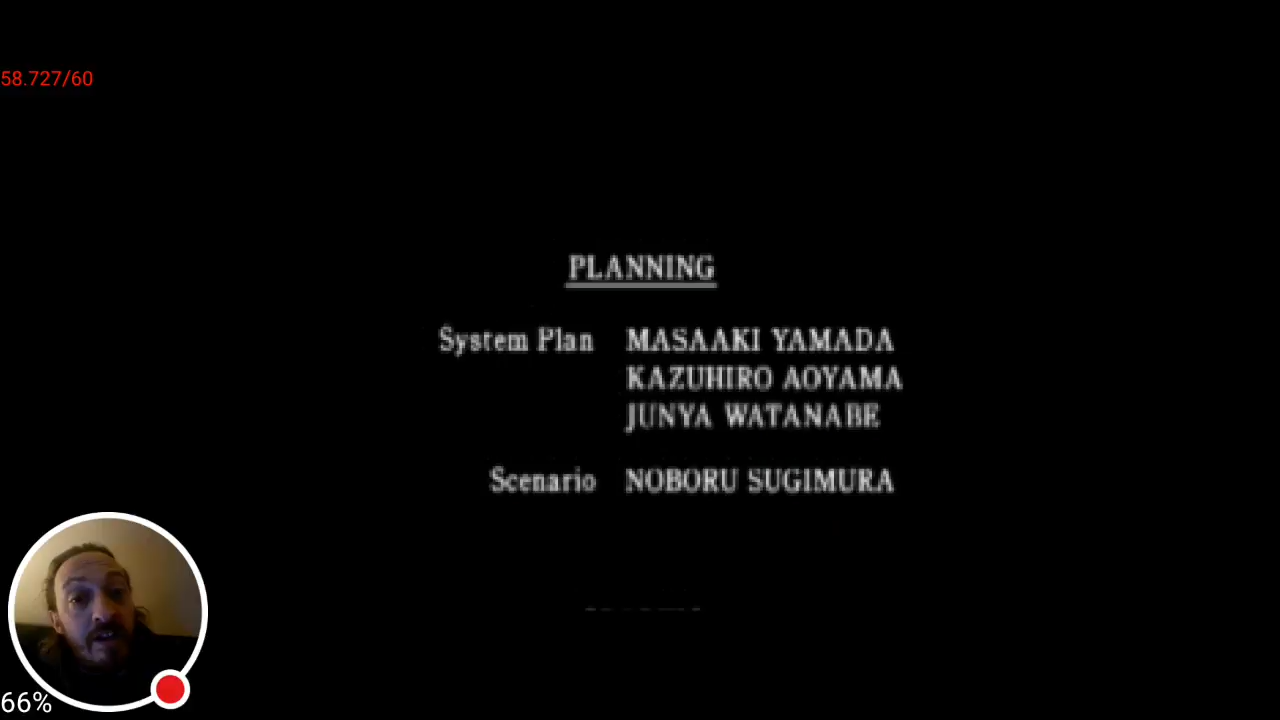 58.727/60
PLANNING
System Plan MASAAKI YAMADA
KAZUHIRO AOYAMA
JUNYA WATANABE
Scenario NOBORU SUGIMURA
66%